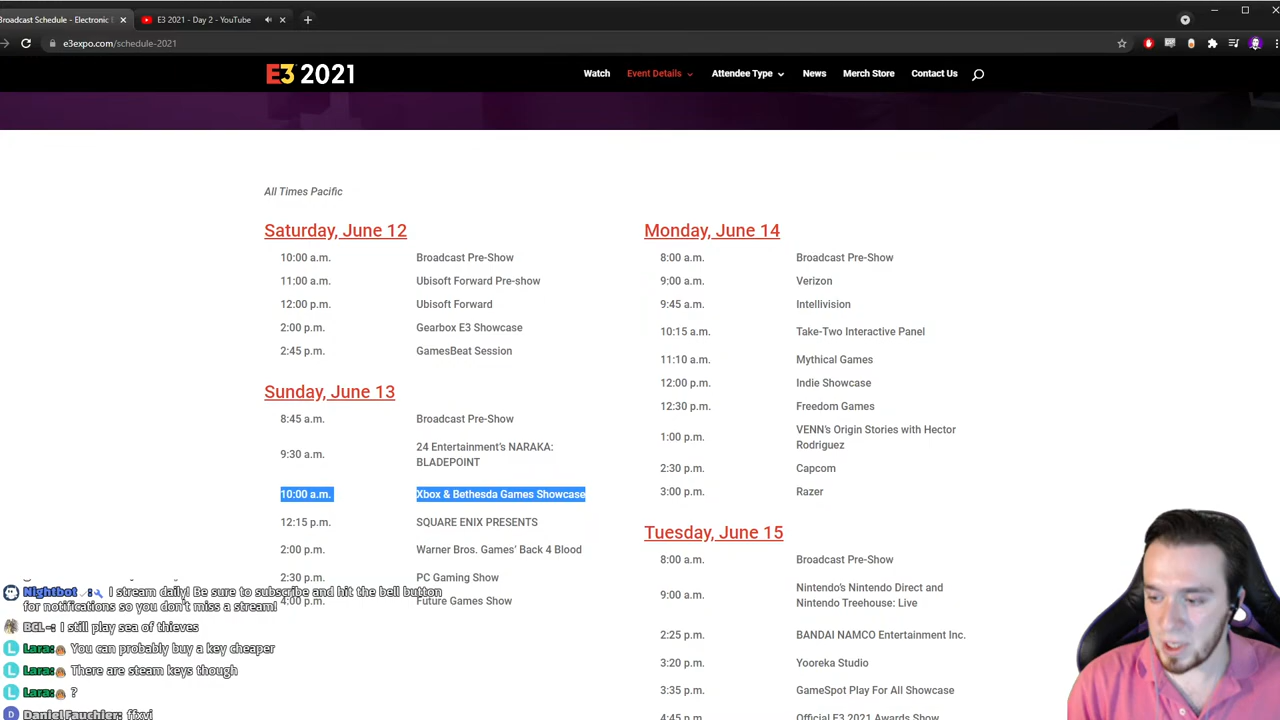 Broadcast Schedule - Electronic
E3 2021 - Day 2 - YouTube
e3expo.com/schedule-2021
E3 2021
Watch
Event Details
Attendee Type
News
Merch Store
Contact Us
All Times Pacific
Saturday, June 12
10:00 a.m. Broadcast Pre-Show
11:00 a.m. Ubisoft Forward Pre-show
12:00 p.m. Ubisoft Forward
2:00 p.m. Gearbox E3 Showcase
2:45 p.m. GamesBeat Session
Sunday, June 13
8:45 a.m. Broadcast Pre-Show
9:30 a.m. 24 Entertainment's NARAKA:
BLADEPOINT
10:00 a.m. Xbox & Bethesda Games Showcase
12:15 p.m. SQUARE ENIX PRESENTS
2:00 p.m. Warner Bros. Games' Back 4 Blood
2:30 p.m. PC Gaming Show
4:00 p.m. Future Games Show
Monday, June 14
8:00 a.m. Broadcast Pre-Show
9:00 a.m. Verizon
9:45 a.m. Intellivision
10:15 a.m. Take-Two Interactive Panel
11:10 a.m. Mythical Games
12:00 p.m. Indie Showcase
12:30 p.m. Freedom Games
1:00 p.m. VENN's Origin Stories with Hector
Rodriguez
2:30 p.m. Capcom
3:00 p.m. Razer
Tuesday, June 15
8:00 a.m. Broadcast Pre-Show
9:00 a.m. Nintendo's Nintendo Direct and
Nintendo Treehouse: Live
2:25 p.m. BANDAI NAMCO Entertainment Inc.
3:20 p.m. Yooreka Studio
3:35 p.m. GameSpot Play For All Showcase
4:45 p.m. Official E3 2021 Awards Show
Nightbot: I stream daily! Be sure to subscribe and hit the bell button
for notifications so you don't miss a stream!
BCL-: I still play sea of thieves
Lara: You can probably buy a key cheaper
Lara: There are steam keys though
Lara: ?
Daniel Fauchier: ffxvi